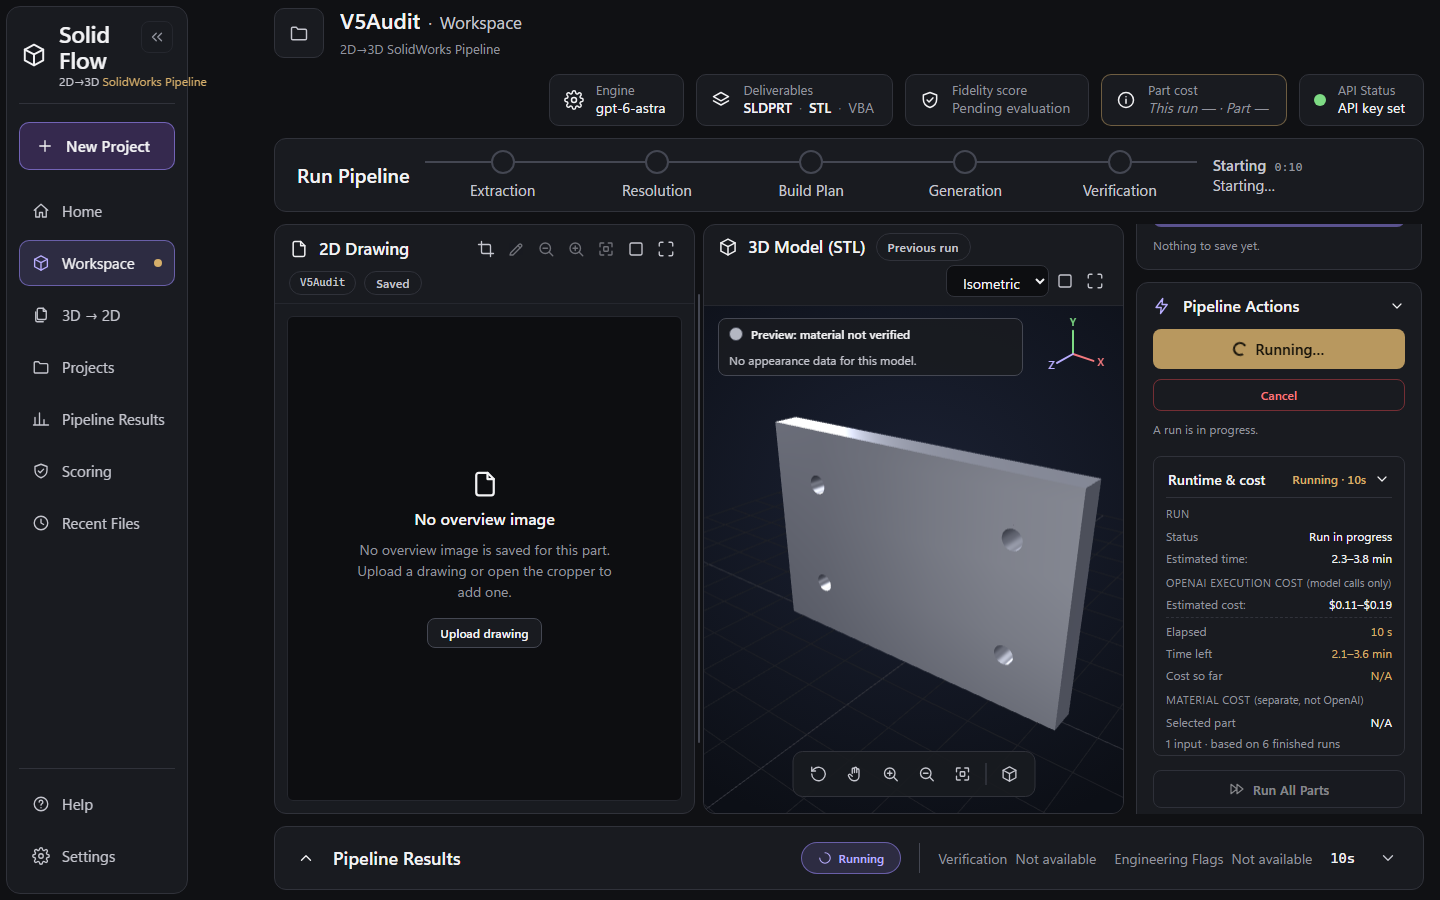 Solid
Flow
2D→3D SolidWorks Pipeline
New Project
Home
Workspace
3D → 2D
Projects
Pipeline Results
Scoring
Recent Files
Help
Settings
V5Audit · Workspace
2D→3D SolidWorks Pipeline
Engine
gpt-6-astra
Deliverables
SLDPRT · STL · VBA
Fidelity score
Pending evaluation
Part cost
This run — · Part —
API Status
API key set
Run Pipeline
Extraction
Resolution
Build Plan
Generation
Verification
Starting 0:10
Starting...
2D Drawing
V5Audit Saved
No overview image
No overview image is saved for this part.
Upload a drawing or open the cropper to
add one.
Upload drawing
3D Model (STL) Previous run
Isometric
Preview: material not verified
No appearance data for this model.
Y
Z
X
Nothing to save yet.
Pipeline Actions
Running...
Cancel
A run is in progress.
Runtime & cost Running · 10s
RUN
Status Run in progress
Estimated time: 2.3–3.8 min
OPENAI EXECUTION COST (model calls only)
Estimated cost: $0.11–$0.19
Elapsed 10 s
Time left 2.1–3.6 min
Cost so far N/A
MATERIAL COST (separate, not OpenAI)
Selected part N/A
1 input · based on 6 finished runs
Run All Parts
Pipeline Results
Running
Verification Not available
Engineering Flags Not available
10s